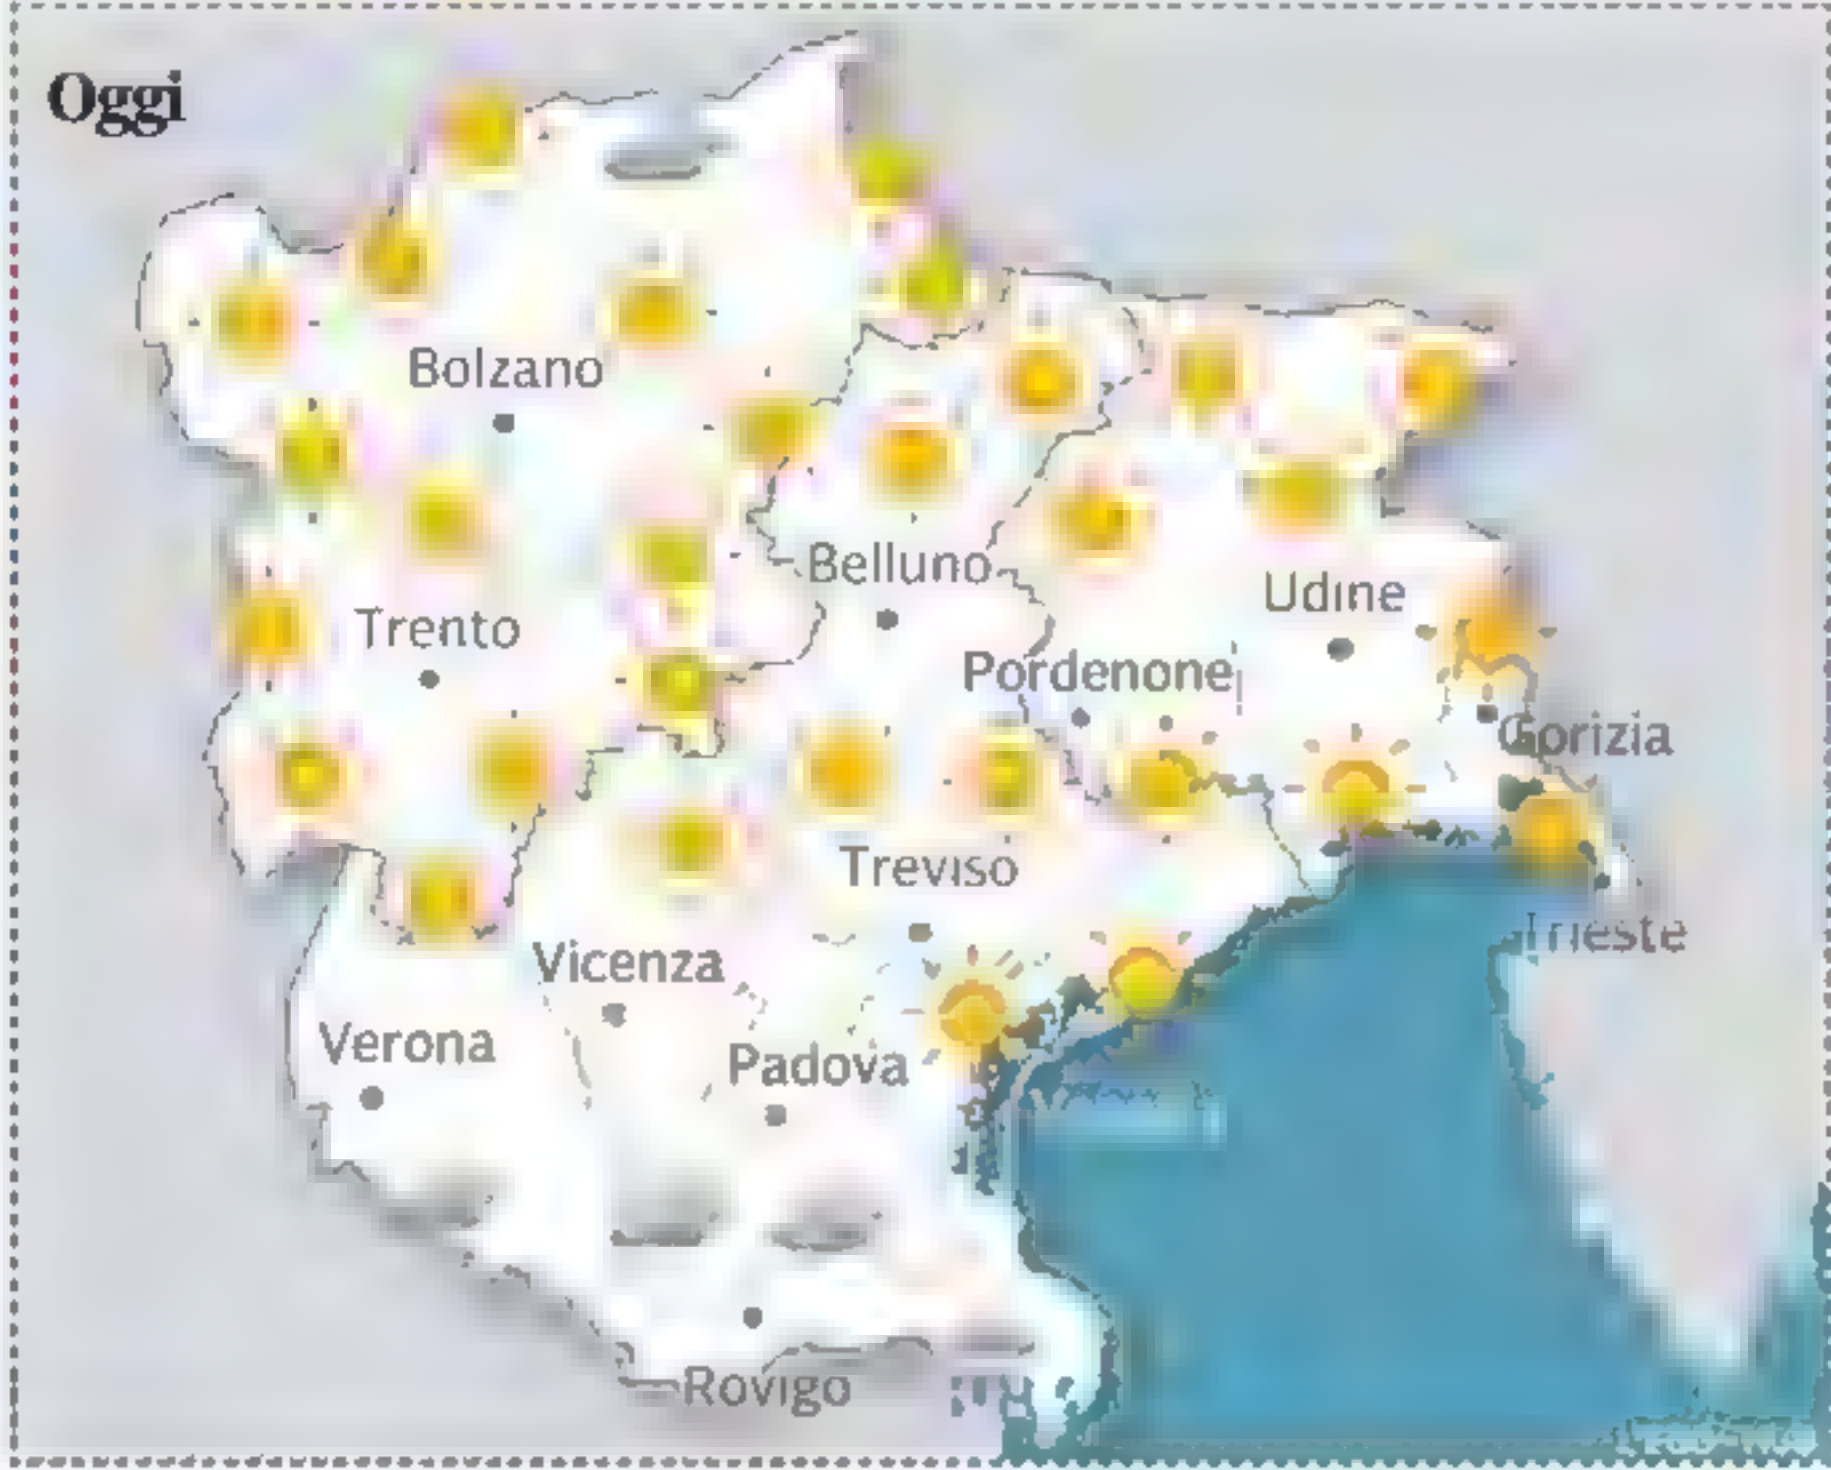 Oggi
Bolzano
Belluno
Udine
Trento
Pordenone
Gorizia
Treviso
Trieste
Vicenza
Verona
Padova
Rovigo